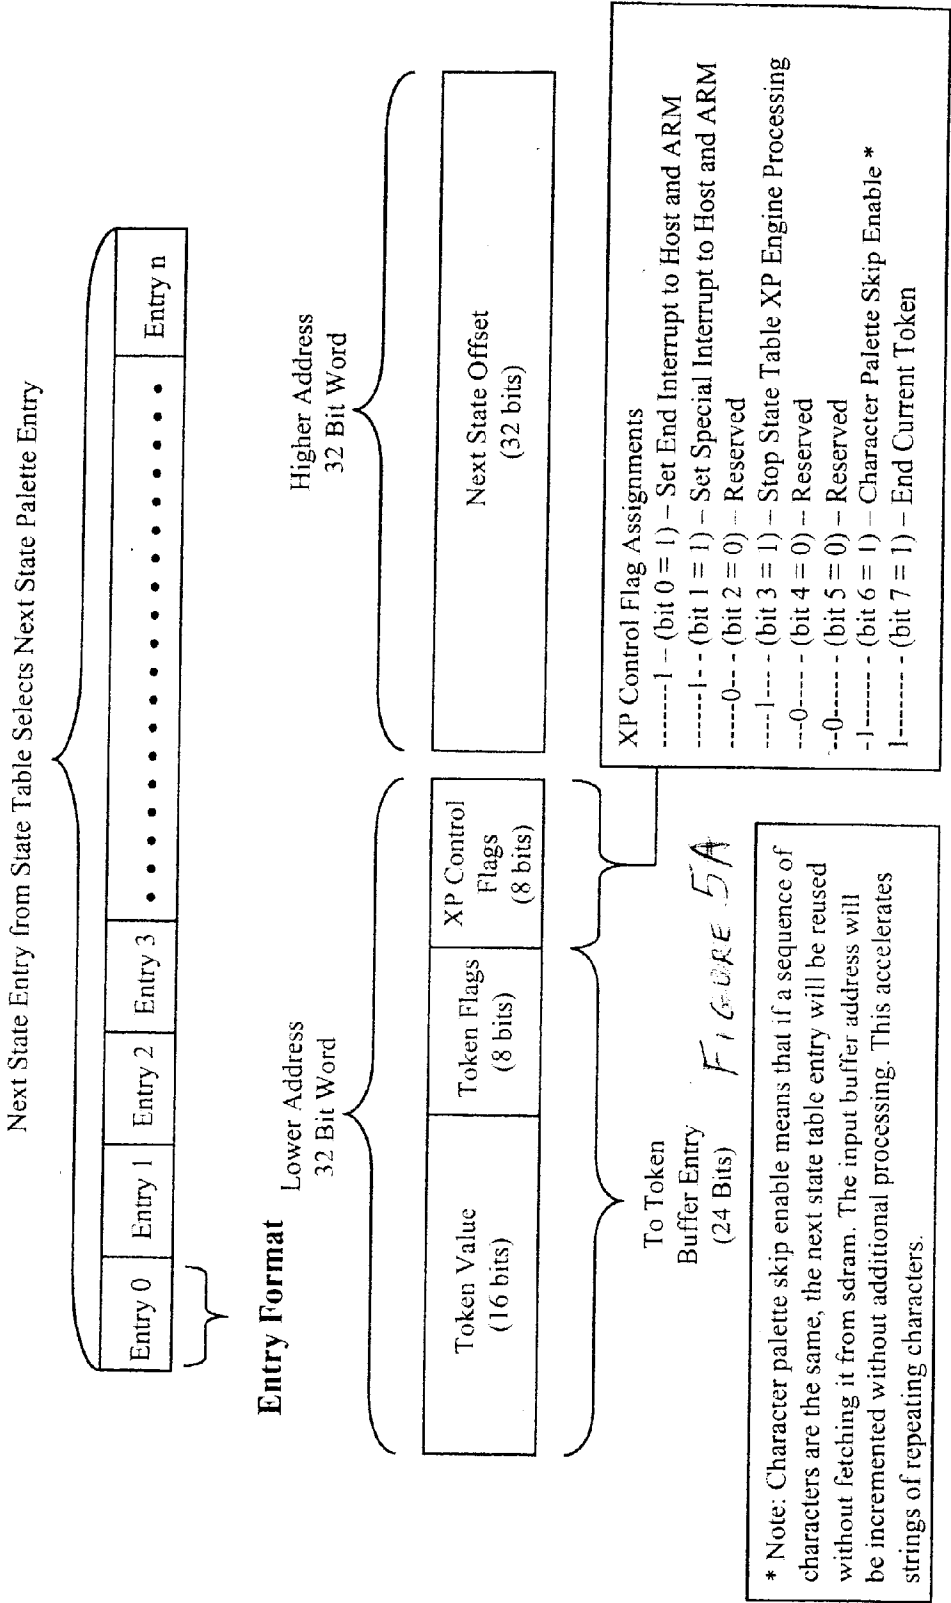 Next State Entry from State Table Selects Next State Palette Entry
Entry 0
Entry 1
Entry 2
Entry 3
Entry n
Entry Format
Lower Address
32 Bit Word
Higher Address
32 Bit Word
Token Value
(16 bits)
Token Flags
(8 bits)
XP Control
Flags
(8 bits)
Next State Offset
(32 bits)
To Token
Buffer Entry
(24 Bits)
FIGURE 5A
XP Control Flag Assignments
-------1 – (bit 0 = 1) – Set End Interrupt to Host and ARM
------1- - (bit 1 = 1) – Set Special Interrupt to Host and ARM
-----0-- - (bit 2 = 0) – Reserved
----1--- - (bit 3 = 1) – Stop State Table XP Engine Processing
---0---- - (bit 4 = 0) – Reserved
--0----- - (bit 5 = 0) – Reserved
-1------ - (bit 6 = 1) – Character Palette Skip Enable *
1------- - (bit 7 = 1) – End Current Token
* Note: Character palette skip enable means that if a sequence of
characters are the same, the next state table entry will be reused
without fetching it from sdram. The input buffer address will
be incremented without additional processing. This accelerates
strings of repeating characters.